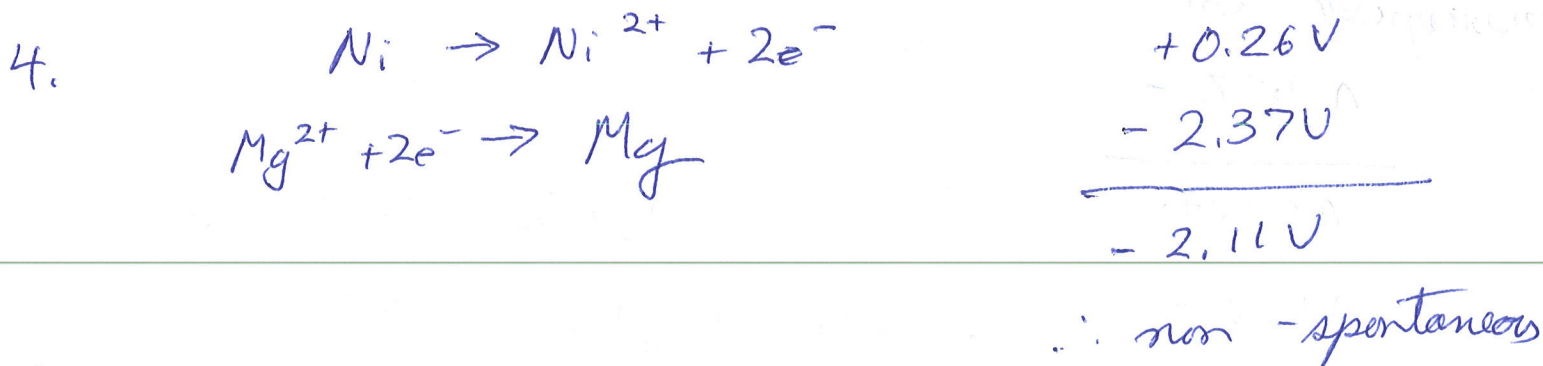 4. Ni → Ni²⁺ + 2e⁻ +0.26V
Mg²⁺ +2e⁻ → Mg - 2.37V
- 2.11V
∴ non -spontaneous